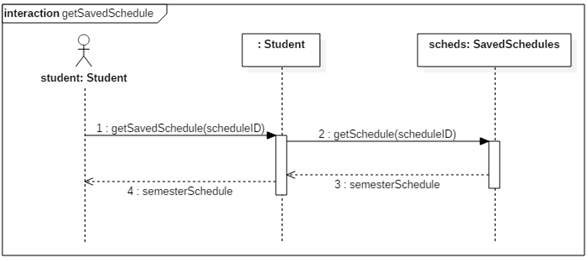 interaction getSavedSchedule
student: Student
: Student
scheds: SavedSchedules
1 : getSavedSchedule(scheduleID)
2 : getSchedule(scheduleID)
3 : semesterSchedule
4 : semesterSchedule